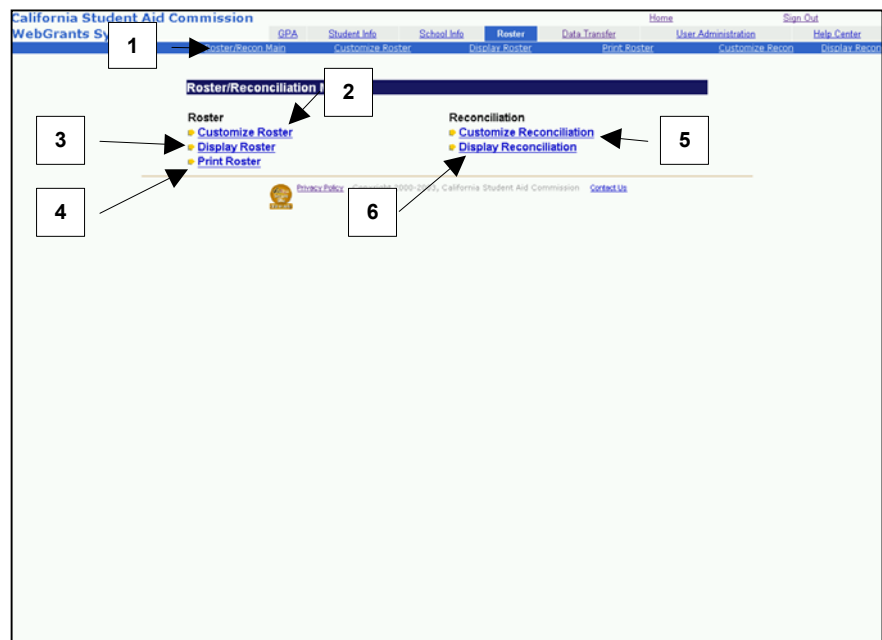 California Student Aid Commission
Home Sign Out
WebGrants Sy
GPA Student Info School Info Roster Data Transfer User Administration Help Center
1
Roster/Recon Main Customize Roster Display Roster Print Roster Customize Recon Display Recon
Roster/Reconciliation
2
Roster
Customize Roster
Display Roster
Print Roster
Reconciliation
Customize Reconciliation
Display Reconciliation
3
5
4
6
Privacy Policy 2000-2003, California Student Aid Commission Contact Us